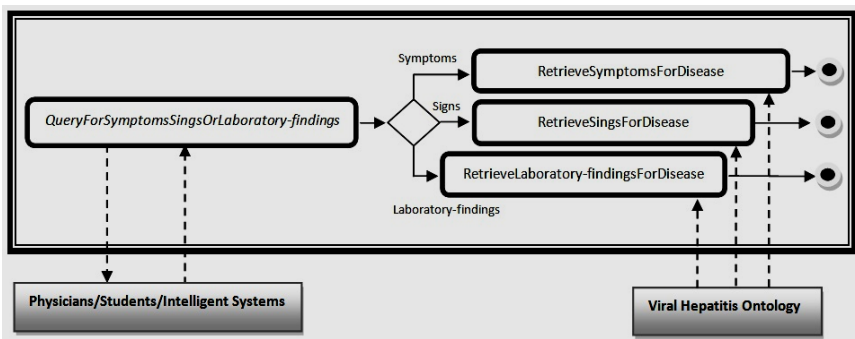 Symptoms
RetrieveSymptomsForDisease
QueryForSymptomsSingsOrLaboratory-findings
Signs
RetrieveSingsForDisease
RetrieveLaboratory-findingsForDisease
Laboratory-findings
Physicians/Students/Intelligent Systems
Viral Hepatitis Ontology